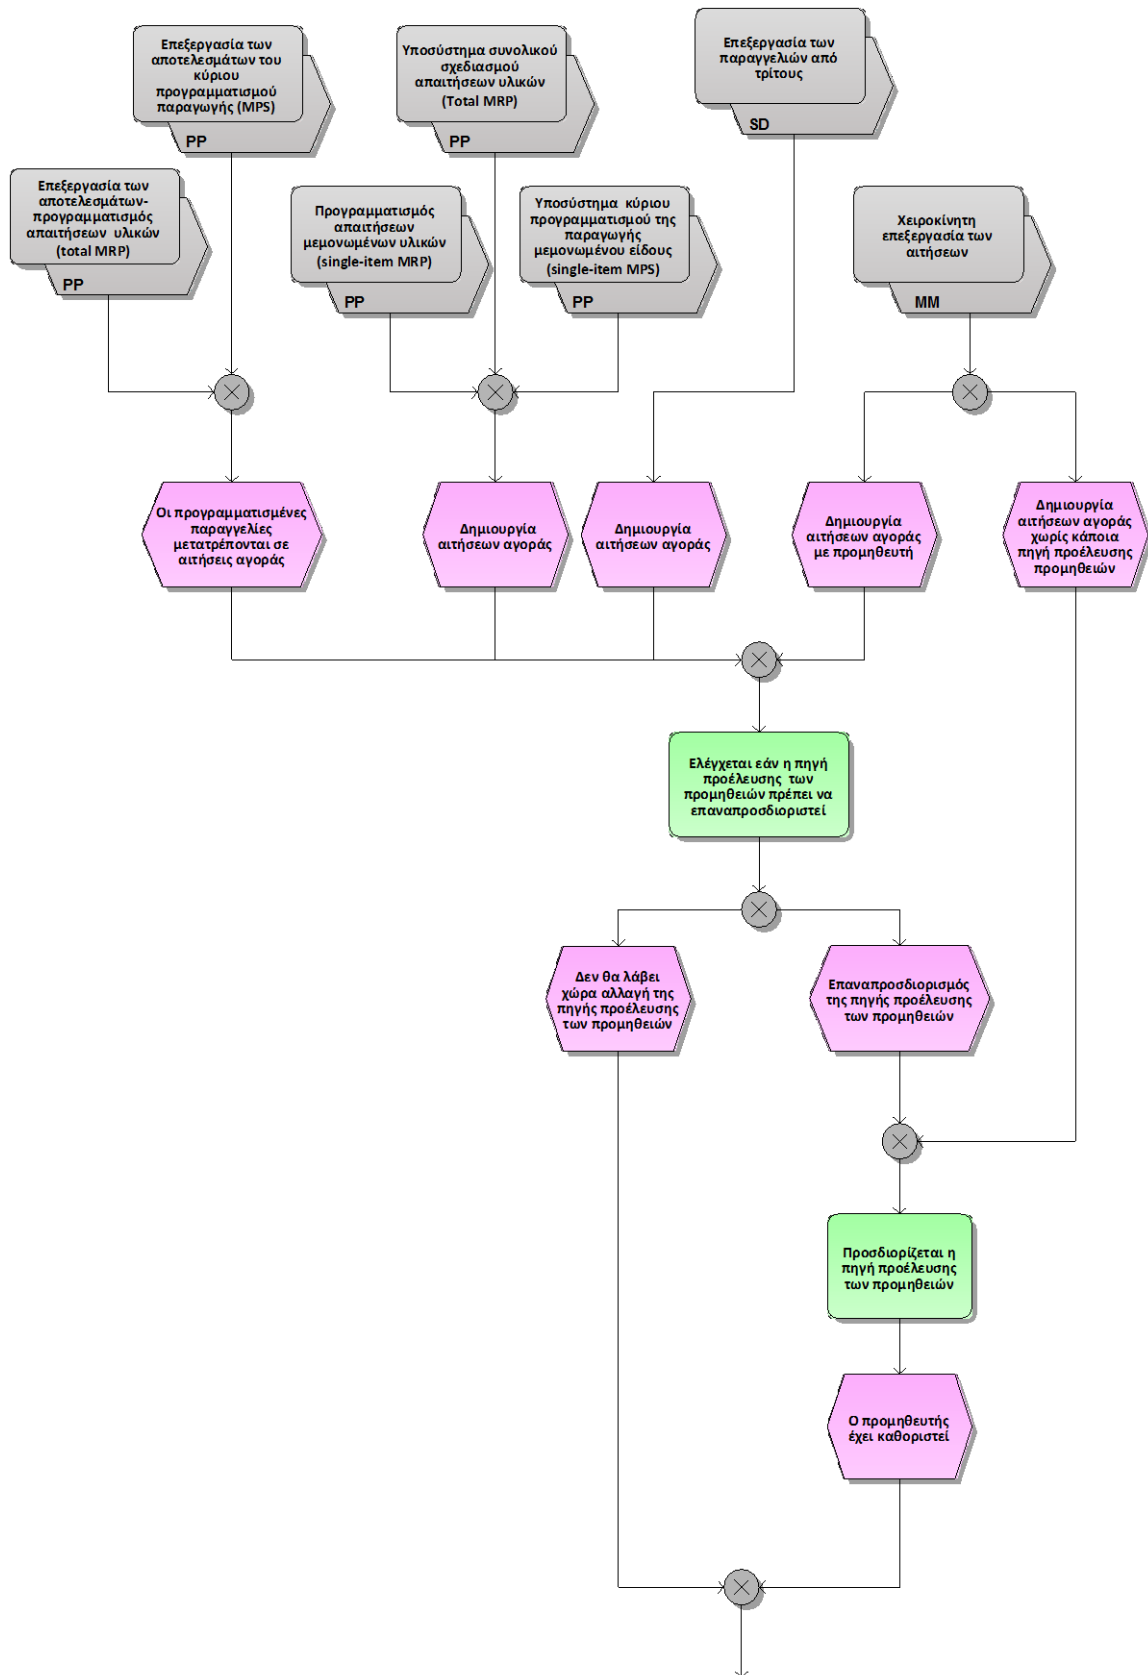 Επεξεργασία των
αποτελεσμάτων του
κύριου
προγραμματισμού
παραγωγής (MPS)
PP
Υποσύστημα συνολικού
σχεδιασμού
απαιτήσεων υλικών
(Total MRP)
PP
Επεξεργασία των
παραγγελιών από
τρίτους
SD
Επεξεργασία των
αποτελεσμάτων-
προγραμματισμός
απαιτήσεων υλικών
(total MRP)
PP
Προγραμματισμός
απαιτήσεων
μεμονωμένων υλικών
(single-item MRP)
PP
Υποσύστημα κύριου
προγραμματισμού της
παραγωγής
μεμονωμένου είδους
(single-item MPS)
PP
Χειροκίνητη
επεξεργασία των
αιτήσεων
MM
Οι προγραμματισμένες
παραγγελίες
μετατρέπονται σε
αιτήσεις αγοράς
Δημιουργία
αιτήσεων αγοράς
Δημιουργία
αιτήσεων αγοράς
Δημιουργία
αιτήσεων αγοράς
με προμηθευτή
Δημιουργία
αιτήσεων αγοράς
χωρίς κάποια
πηγή προέλευσης
προμηθειών
Ελέγχεται εάν η πηγή
προέλευσης των
προμηθειών πρέπει να
επαναπροσδιοριστεί
Δεν θα λάβει
χώρα αλλαγή της
πηγής προέλευσης
των προμηθειών
Επαναπροσδιορισμός
της πηγής προέλευσης
των προμηθειών
Προσδιορίζεται η
πηγή προέλευσης
των προμηθειών
Ο προμηθευτής
έχει καθοριστεί